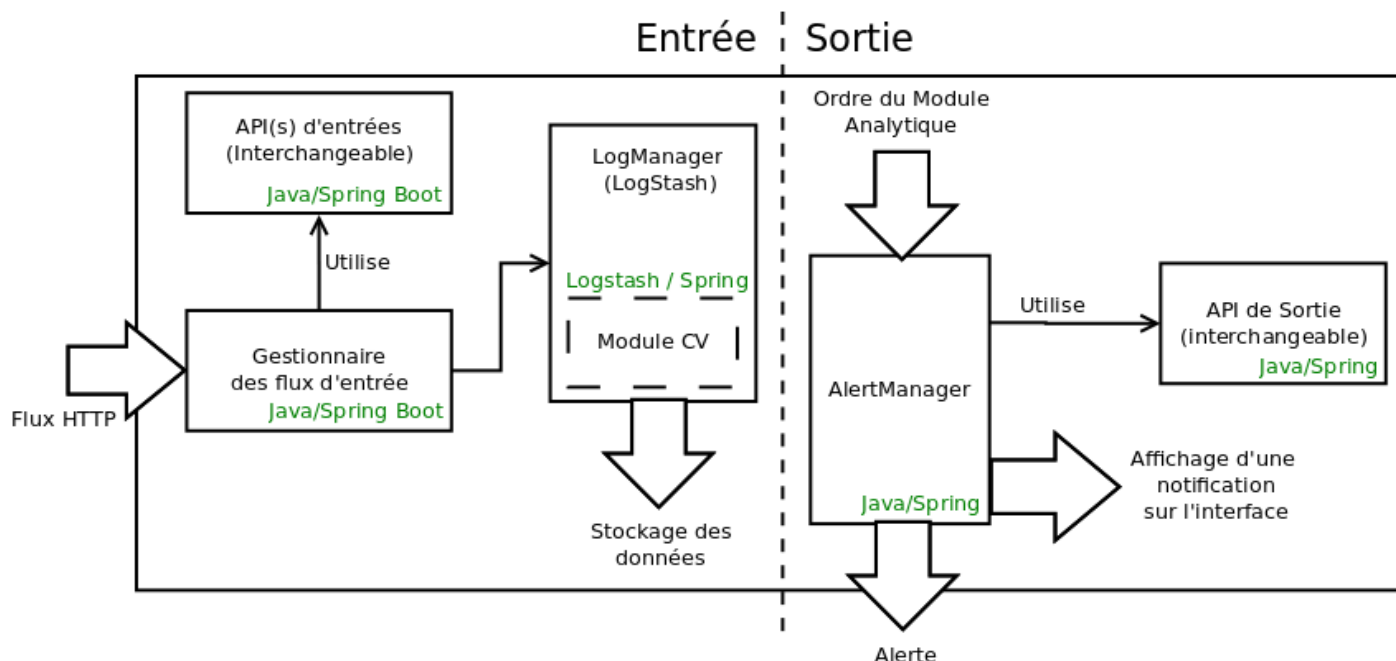 Entrée
Sortie
API(s) d'entrées
(Interchangeable)
Java/Spring Boot
Utilise
Gestionnaire
des flux d'entrée
Java/Spring Boot
Flux HTTP
LogManager
(LogStash)
Logstash / Spring
Module CV
Stockage des
données
Ordre du Module
Analytique
AlertManager
Java/Spring
Utilise
API de Sortie
(interchangeable)
Java/Spring
Affichage d'une
notification
sur l'interface
Alerte